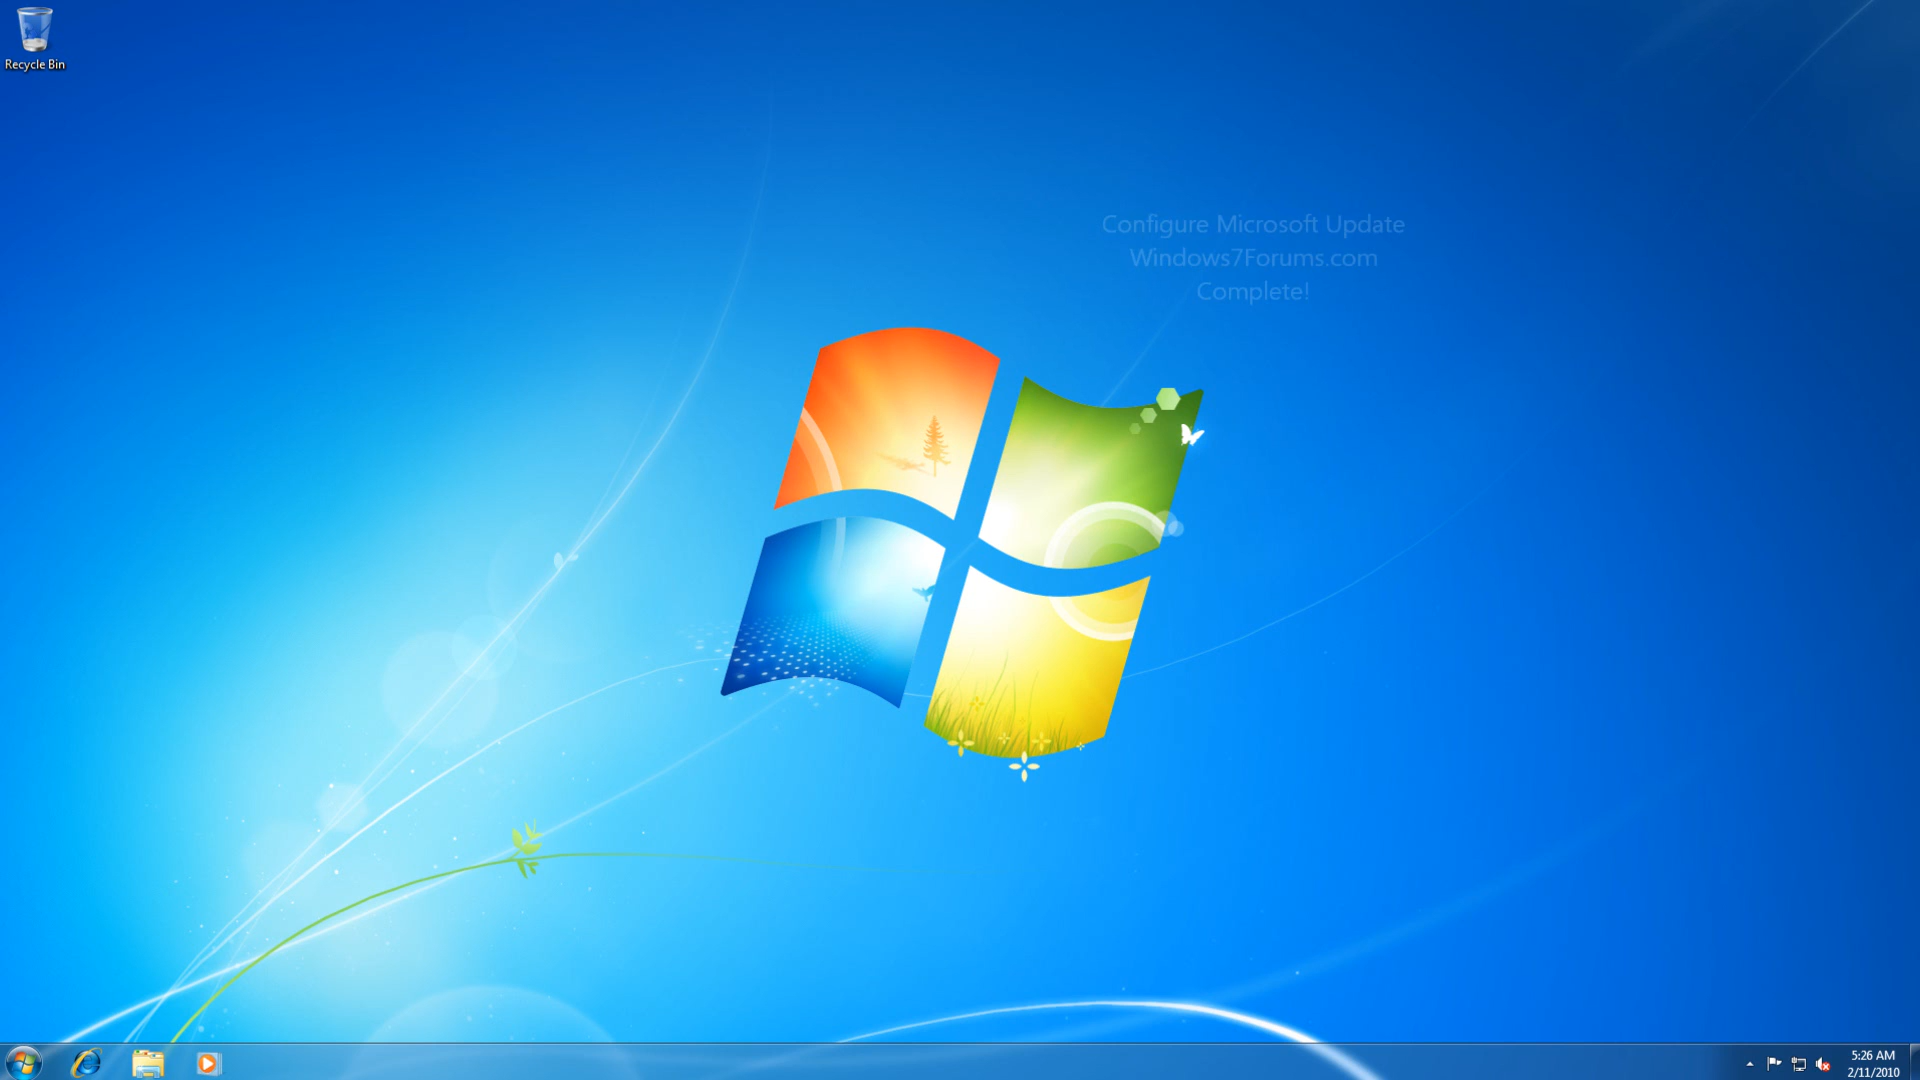 Recycle Bin
Configure Microsoft Update
Windows7Forums.com
Complete!
5:26 AM
2/11/2010